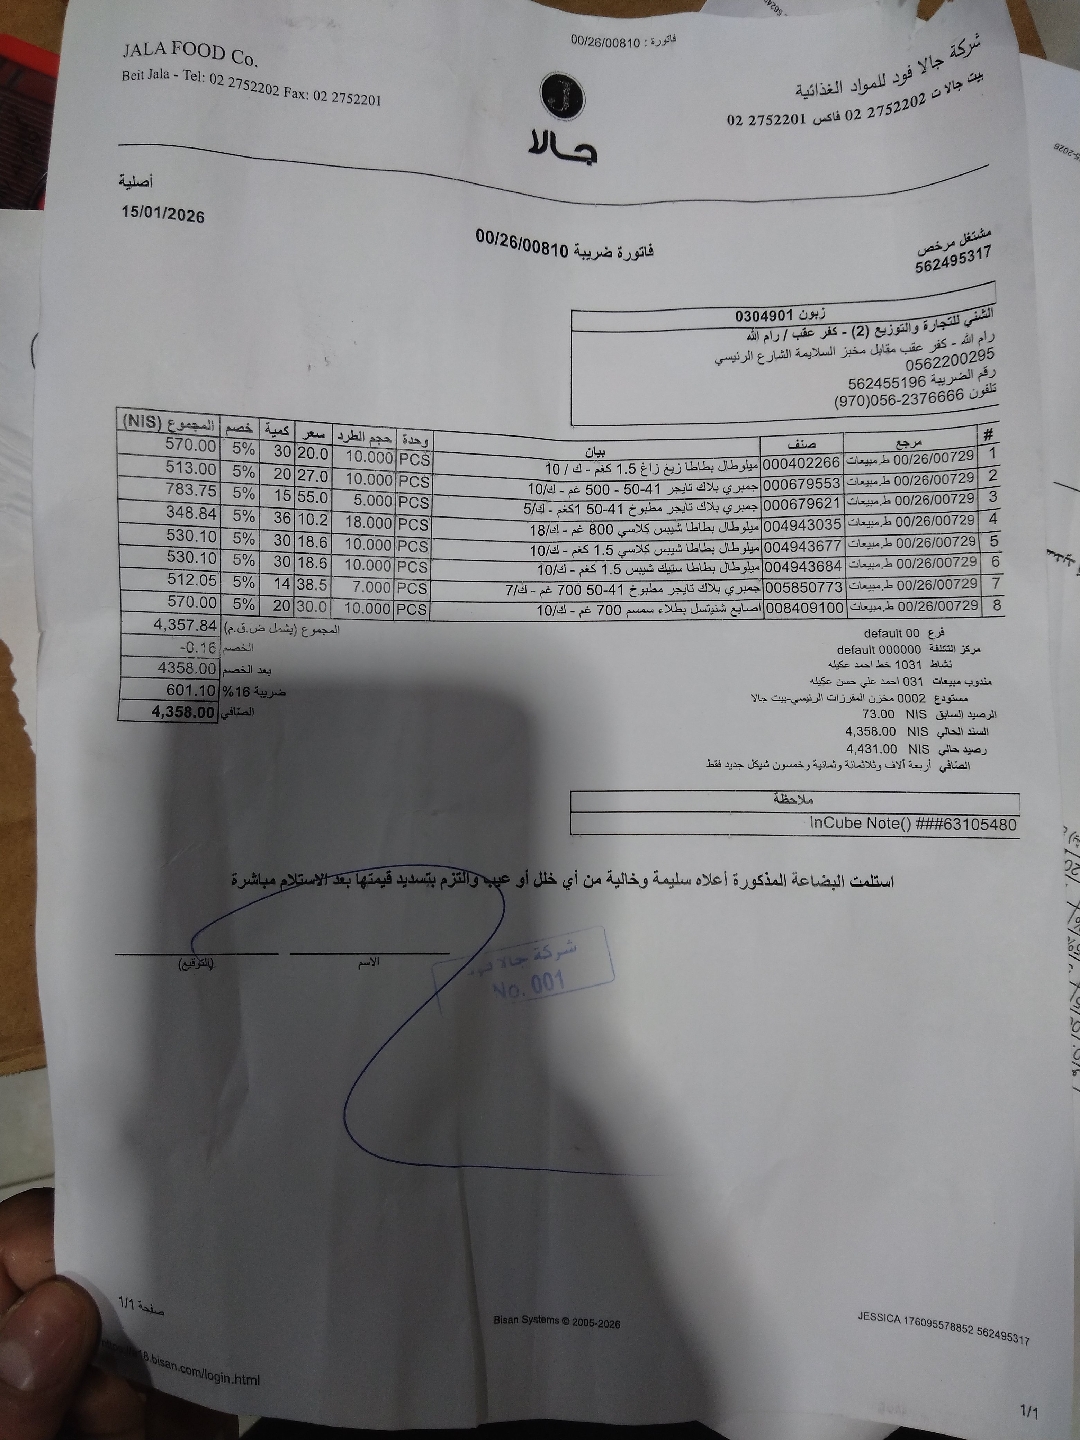 فاتورة : 00/26/00810
JALA FOOD Co.
Beit Jala - Tel: 02 2752202 Fax: 02 2752201
شركة جالا فود للمواد الغذائية
بيت جالا ت 2752202 02 فاكس 2752201 02
جالا
أصلية
15/01/2026
فاتورة ضريبة 00/26/00810
مشتغل مرخص
562495317
زبون 0304901
الشني للتجارة والتوزيع (2) - كفر عقب / رام الله
رام الله - كفر عقب مقابل مخبز السلايمة الشارع الرئيسي
0562200295
رقم الضريبة 562455196
تلفون 2376666-056(970)
# مرجع صنف بيان وحدة حجم الطرد سعر كمية خصم المجموع (NIS)
1 00/26/00729 ط.مبيعات 000402266 ميلوطال بطاطا زيغ زاغ 1.5 كغم - ك / 10 PCS 10.000 20.0 30 5% 570.00
2 00/26/00729 ط.مبيعات 000679553 جمبري بلاك تايجر 41-50 - 500 غم - ك/10 PCS 10.000 27.0 20 5% 513.00
3 00/26/00729 ط.مبيعات 000679621 جمبري بلاك تايجر مطبوخ 41-50 1كغم - ك/5 PCS 5.000 55.0 15 5% 783.75
4 00/26/00729 ط.مبيعات 004943035 ميلوطال بطاطا شيبس كلاسي 800 غم - ك/18 PCS 18.000 10.2 36 5% 348.84
5 00/26/00729 ط.مبيعات 004943677 ميلوطال بطاطا شيبس كلاسي 1.5 كغم - ك/10 PCS 10.000 18.6 30 5% 530.10
6 00/26/00729 ط.مبيعات 004943684 ميلوطال بطاطا ستيك شيبس 1.5 كغم - ك/10 PCS 10.000 18.6 30 5% 530.10
7 00/26/00729 ط.مبيعات 005850773 جمبري بلاك تايجر مطبوخ 41-50 700 غم - ك/7 PCS 7.000 38.5 14 5% 512.05
8 00/26/00729 ط.مبيعات 008409100 اصابع شنيتسل بطلاء سمسم 700 غم - ك/10 PCS 10.000 30.0 20 5% 570.00
المجموع (يشمل ض.ق.م) 4,357.84
الخصم -0.16
بعد الخصم 4358.00
ضريبة 16% 601.10
الصافي 4,358.00
فرع 00 default
مركز التكلفة 000000 default
نشاط 1031 خط احمد عكيله
مندوب مبيعات 031 احمد علي حسن عكيله
مستودع 0002 مخزن المفرزات الرئيسي-بيت جالا
الرصيد السابق NIS 73.00
السند الحالي NIS 4,358.00
رصيد حالي NIS 4,431.00
الصافي أربعة آلاف وثلاثمائة وثمانية وخمسون شيكل جديد فقط
ملاحظة
InCube Note() ###63105480
استلمت البضاعة المذكورة أعلاه سليمة وخالية من أي خلل أو عيب والتزم بتسديد قيمتها بعد الاستلام مباشرة
الاسم
(التوقيع)
شركة جالا فود
No. 001
صفحة 1/1
Bisan Systems © 2005-2026
JESSICA 176095578852 562495317
18.bisan.com/login.html
1/1